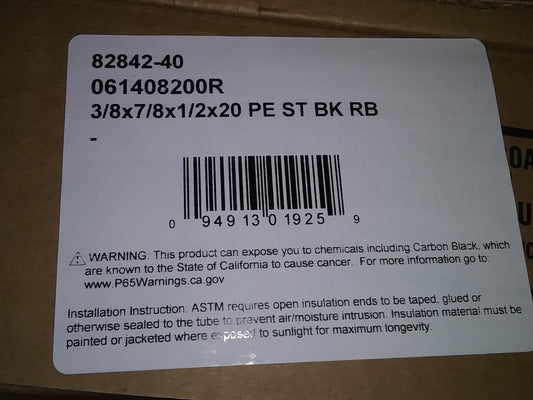 82842-40
061408200R
3/8x7/8x1/2x20 PE ST BK RB
-
0 94913 01925 9
⚠ WARNING: This product can expose you to chemicals including Carbon Black, which
are known to the State of California to cause cancer. For more information go to:
www.P65Warnings.ca.gov.
Installation Instruction: ASTM requires open insulation ends to be taped, glued or
otherwise sealed to the tube to prevent air/moisture intrusion. Insulation material must be
painted or jacketed where exposed to sunlight for maximum longevity.